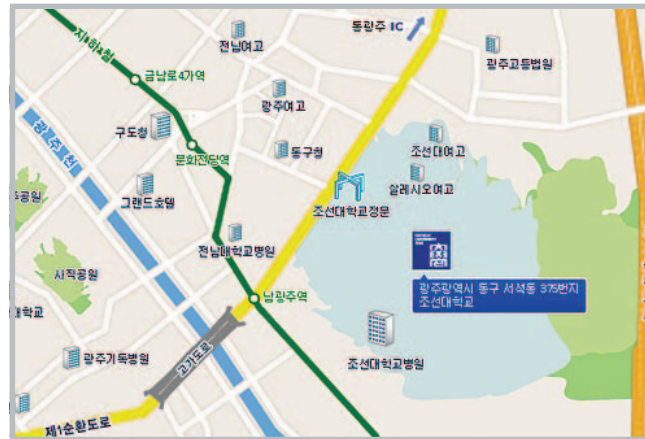 동광주 IC
지하철
전남여고
광주고등법원
금남로4가역
광주여고
구도청
광주천
문화전당역
동구청
조선대여고
살레시오여고
그랜드호텔
조선대학교정문
전남대학교병원
사직공원
광주광역시 동구 서석동 375번지
조선대학교
남광주역
고가도로
조선대학교병원
광주기독병원
제1순환도로